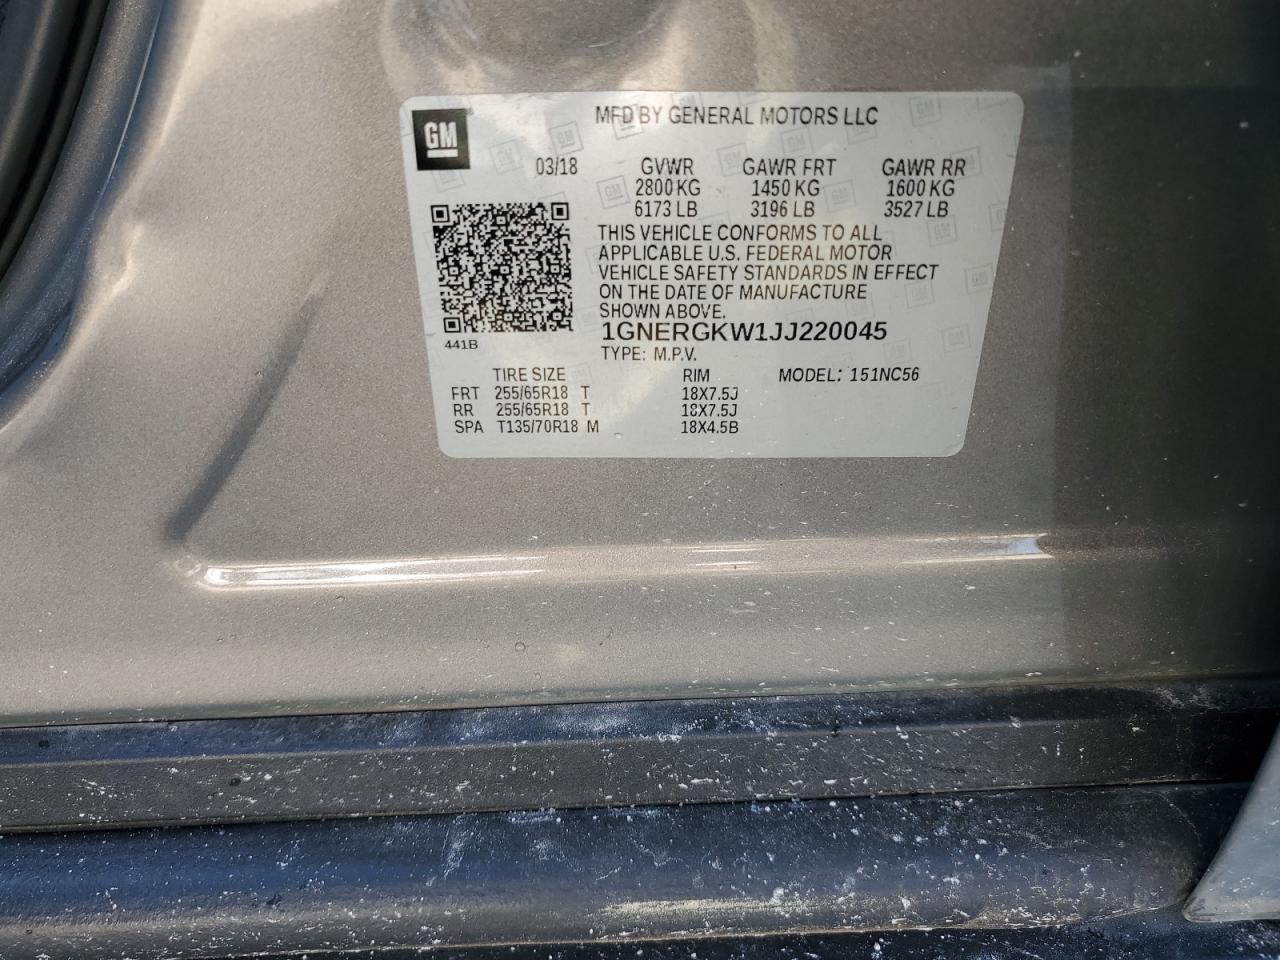 MFD BY GENERAL MOTORS LLC
GM
03/18 GVWR GAWR FRT GAWR RR
2800 KG 1450 KG 1600 KG
6173 LB 3196 LB 3527 LB
THIS VEHICLE CONFORMS TO ALL
APPLICABLE U.S. FEDERAL MOTOR
VEHICLE SAFETY STANDARDS IN EFFECT
ON THE DATE OF MANUFACTURE
SHOWN ABOVE.
1GNERGKW1JJ220045
441B
TYPE: M.P.V.
TIRE SIZE RIM MODEL: 151NC56
FRT 255/65R18 T 18X7.5J
RR 255/65R18 T 18X7.5J
SPA T135/70R18 M 18X4.5B